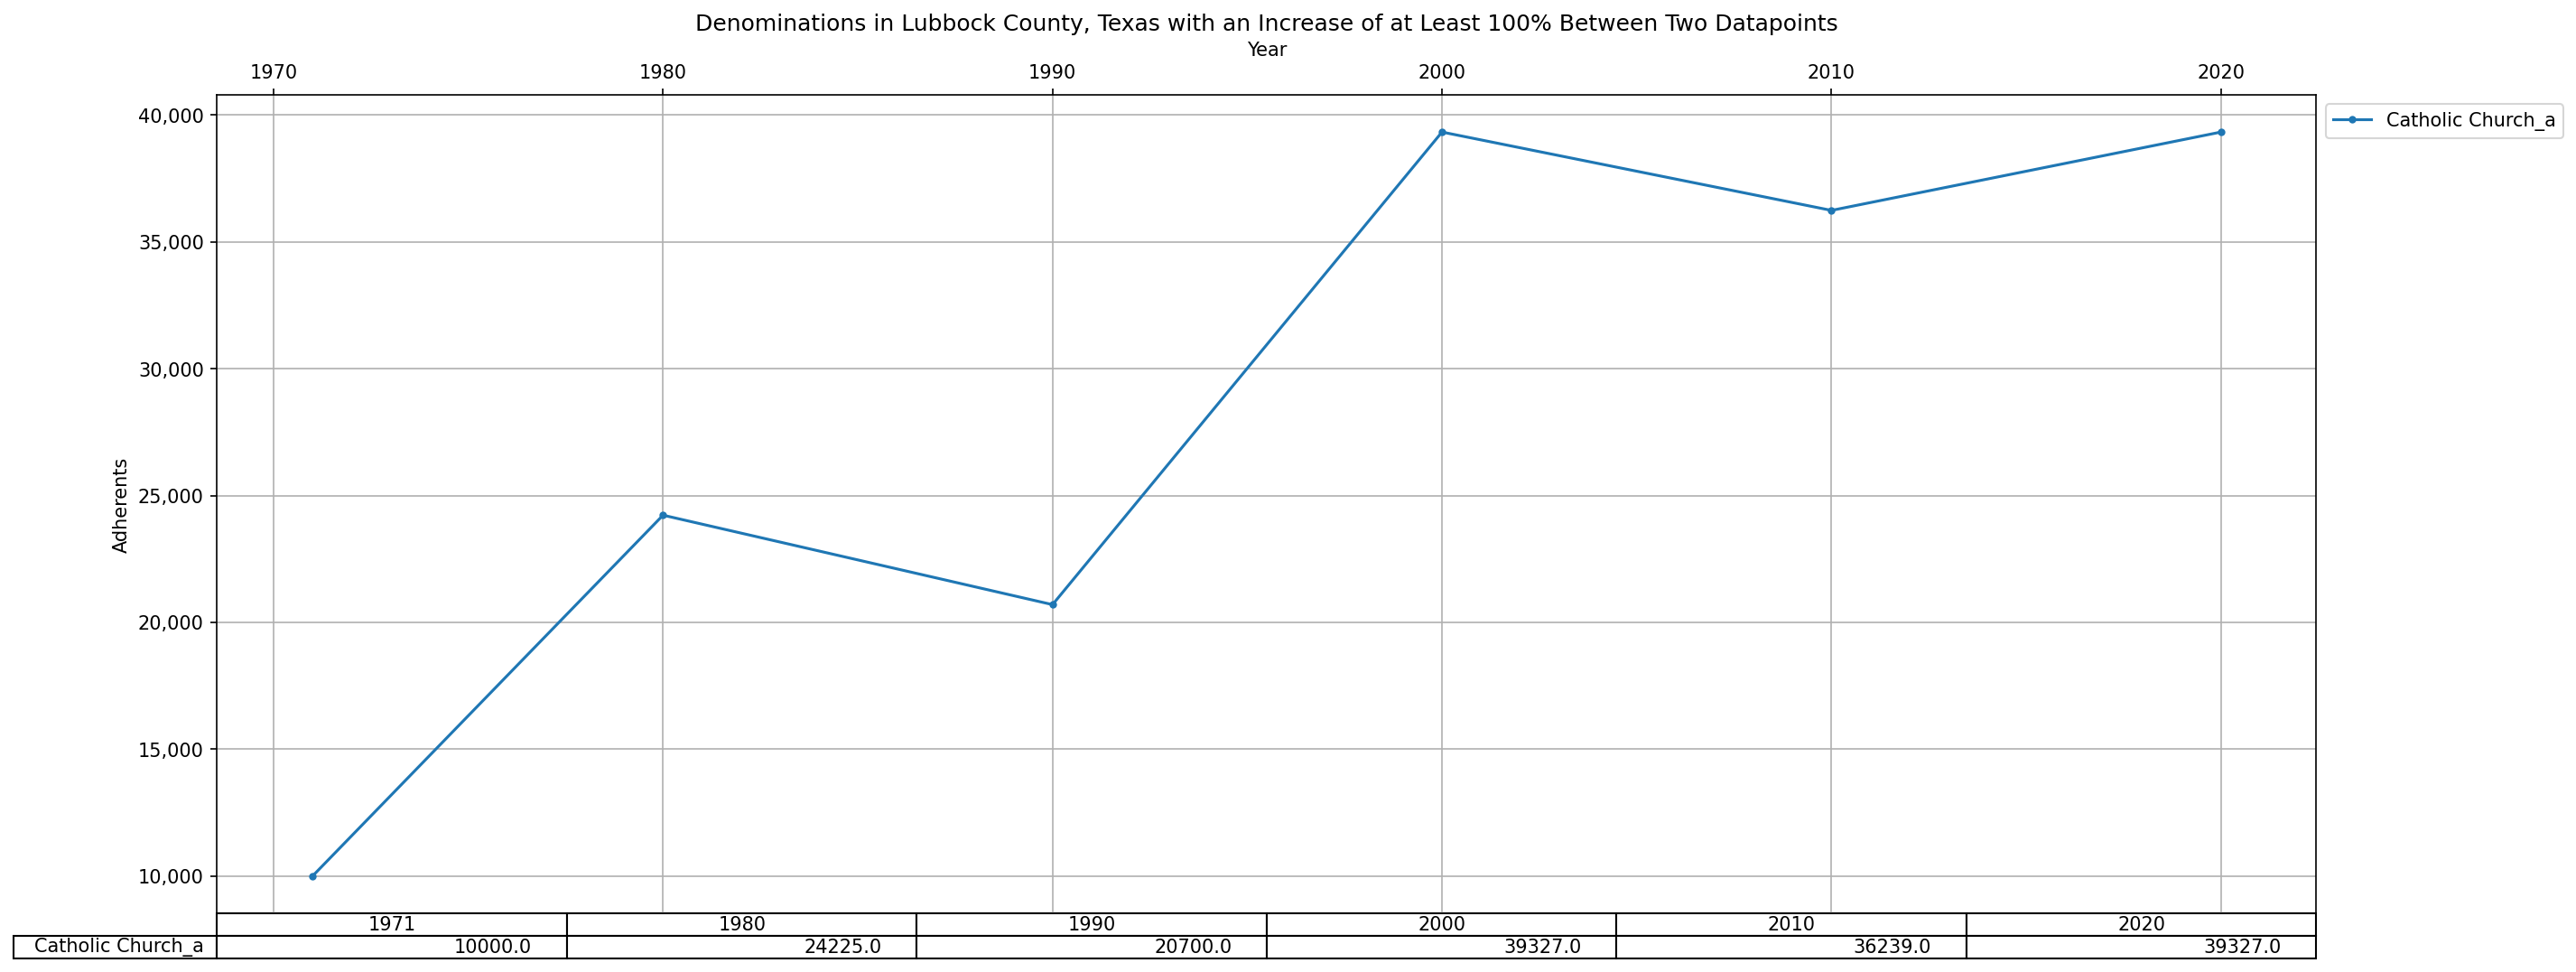 Denominations in Lubbock County, Texas with an Increase of at Least 100% Between Two Datapoints
Year
1970 1980 1990 2000 2010 2020
Catholic Church_a
Adherents
40,000
35,000
30,000
25,000
20,000
15,000
10,000
1971 1980 1990 2000 2010 2020
Catholic Church_a 10000.0 24225.0 20700.0 39327.0 36239.0 39327.0